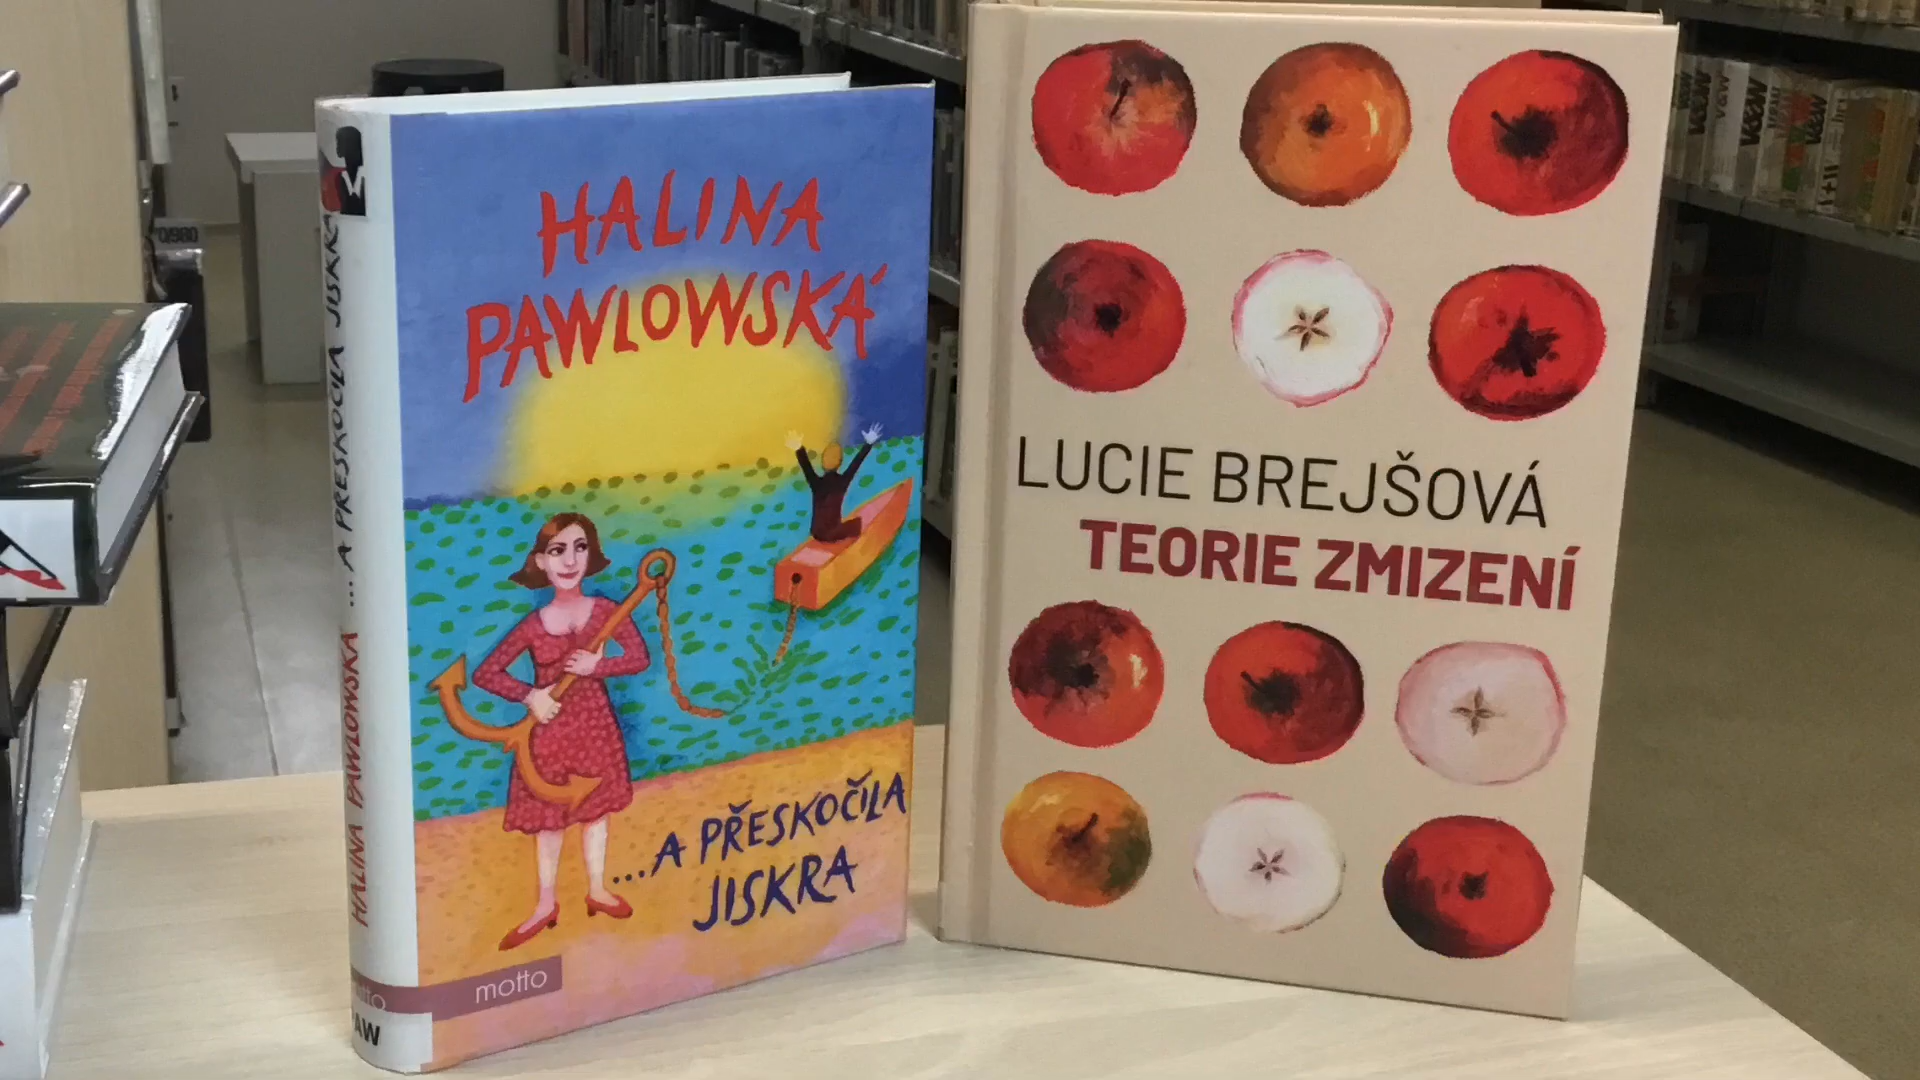 HALINA
PAWLOWSKÁ
...A PŘESKOČILA
JISKRA
motto
HALINA PAWLOWSKÁ ...A PŘESKOČILA JISKRA
LUCIE BREJŠOVÁ
TEORIE ZMIZENÍ
V&W
V&W